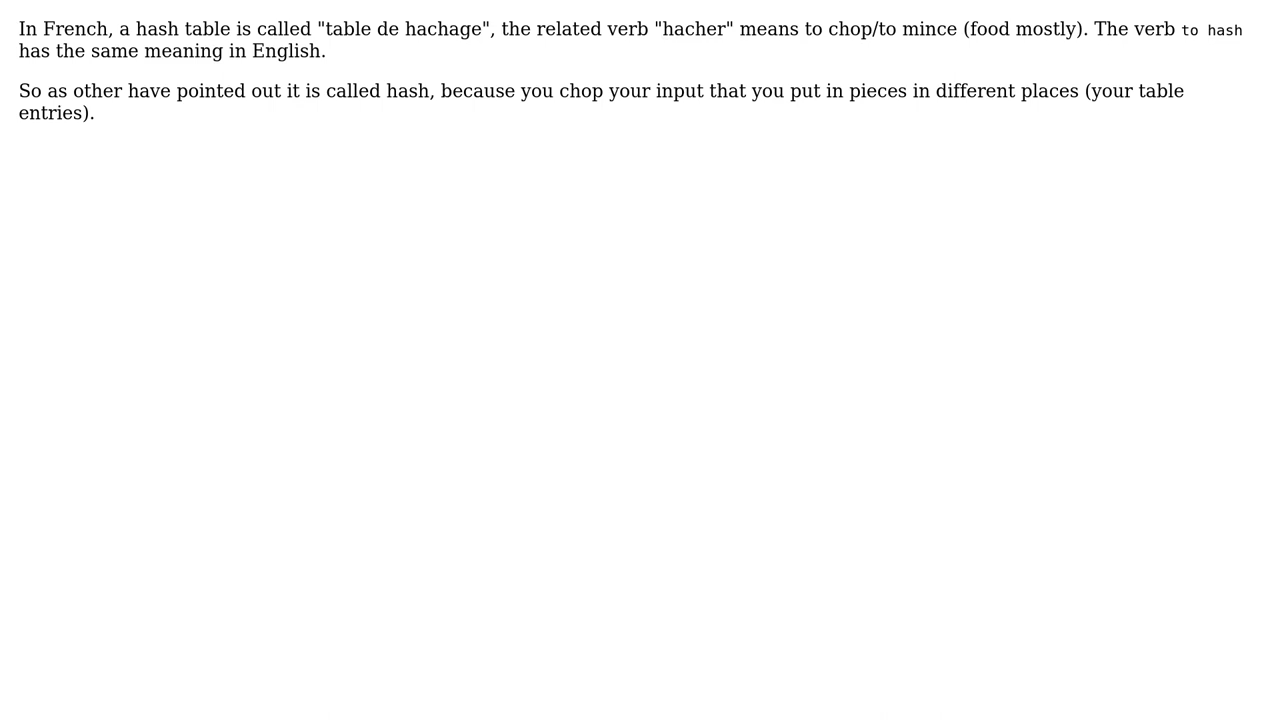 In French, a hash table is called "table de hachage", the related verb "hacher" means to chop/to mince (food mostly). The verb to hash
has the same meaning in English.
So as other have pointed out it is called hash, because you chop your input that you put in pieces in different places (your table
entries).